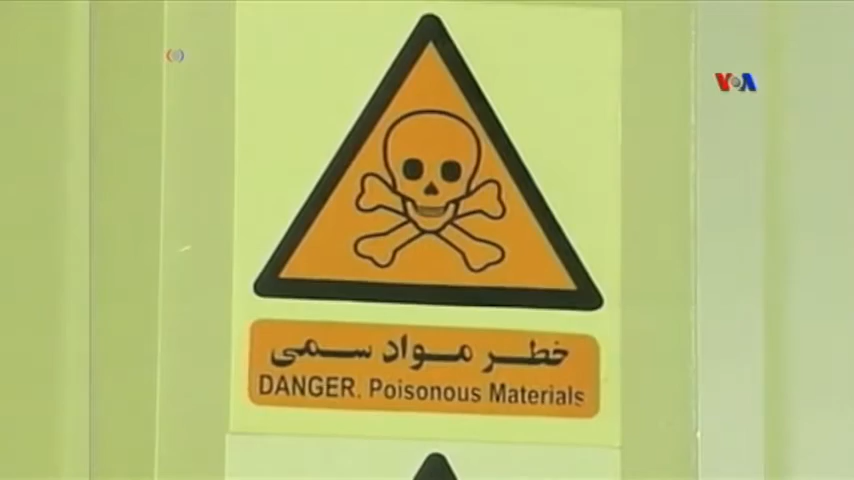 VOA
خطر مواد سمی
DANGER. Poisonous Materials